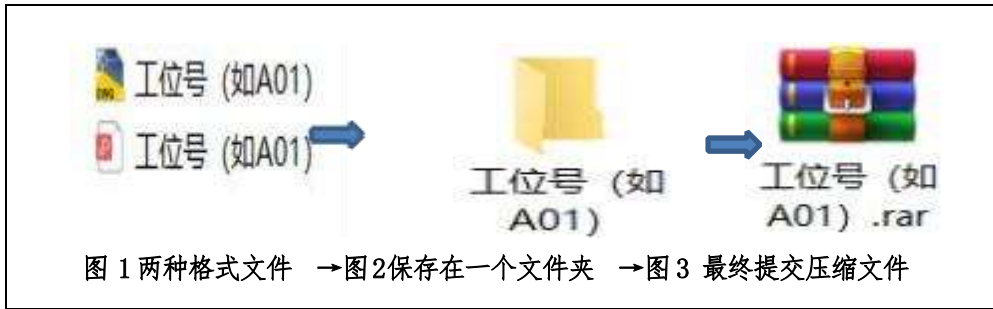 工位号 (如A01)
工位号 (如A01)
工位号 (如
A01)
工位号 (如
A01) .rar
图 1 两种格式文件 →图2保存在一个文件夹 →图 3 最终提交压缩文件